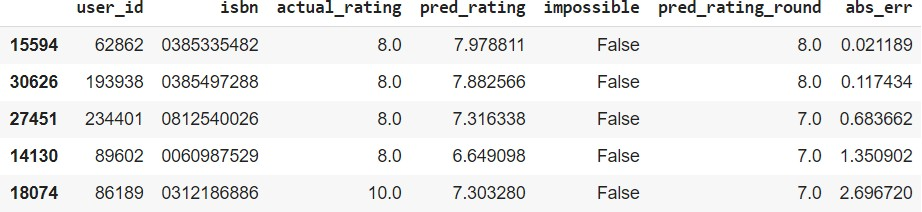 user_id isbn actual_rating pred_rating impossible pred_rating_round abs_err
15594 62862 0385335482 8.0 7.978811 False 8.0 0.021189
30626 193938 0385497288 8.0 7.882566 False 8.0 0.117434
27451 234401 0812540026 8.0 7.316338 False 7.0 0.683662
14130 89602 0060987529 8.0 6.649098 False 7.0 1.350902
18074 86189 0312186886 10.0 7.303280 False 7.0 2.696720